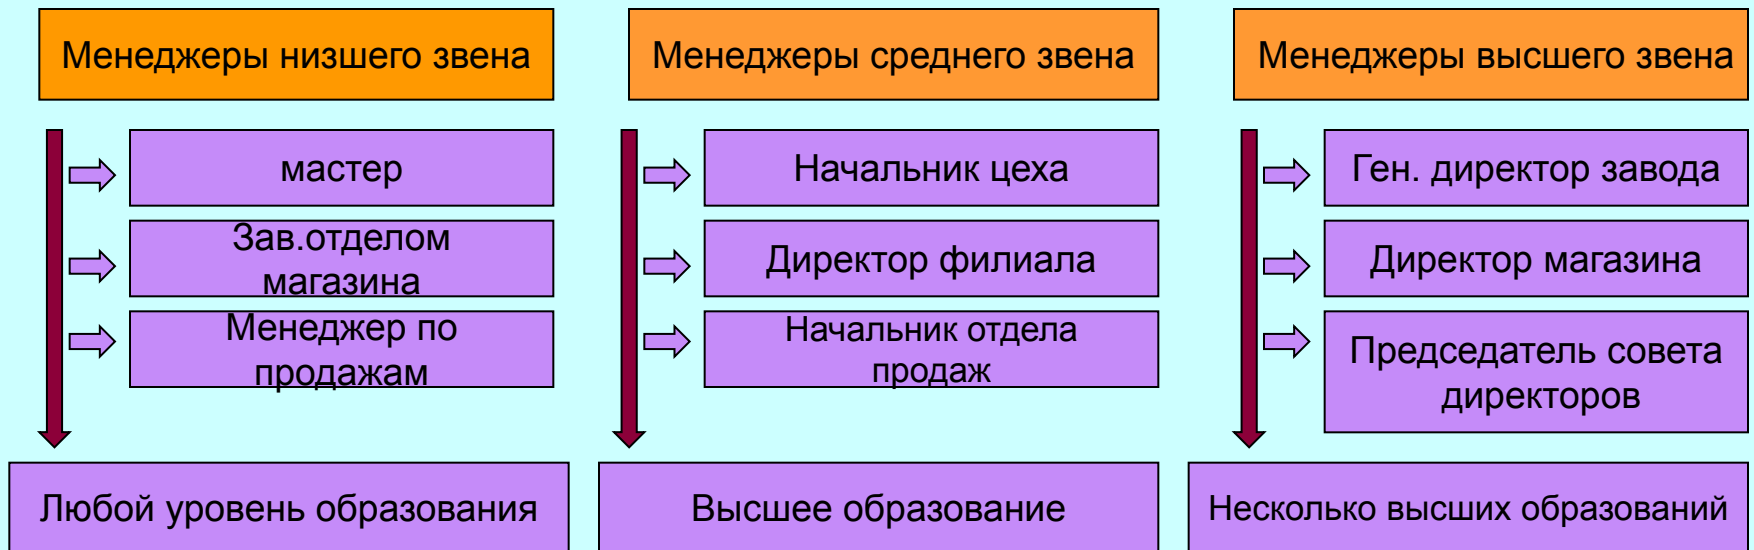 Менеджеры низшего звена
мастер
Зав.отделом
магазина
Менеджер по
продажам
Любой уровень образования
Менеджеры среднего звена
Начальник цеха
Директор филиала
Начальник отдела
продаж
Высшее образование
Менеджеры высшего звена
Ген. директор завода
Директор магазина
Председатель совета
директоров
Несколько высших образований